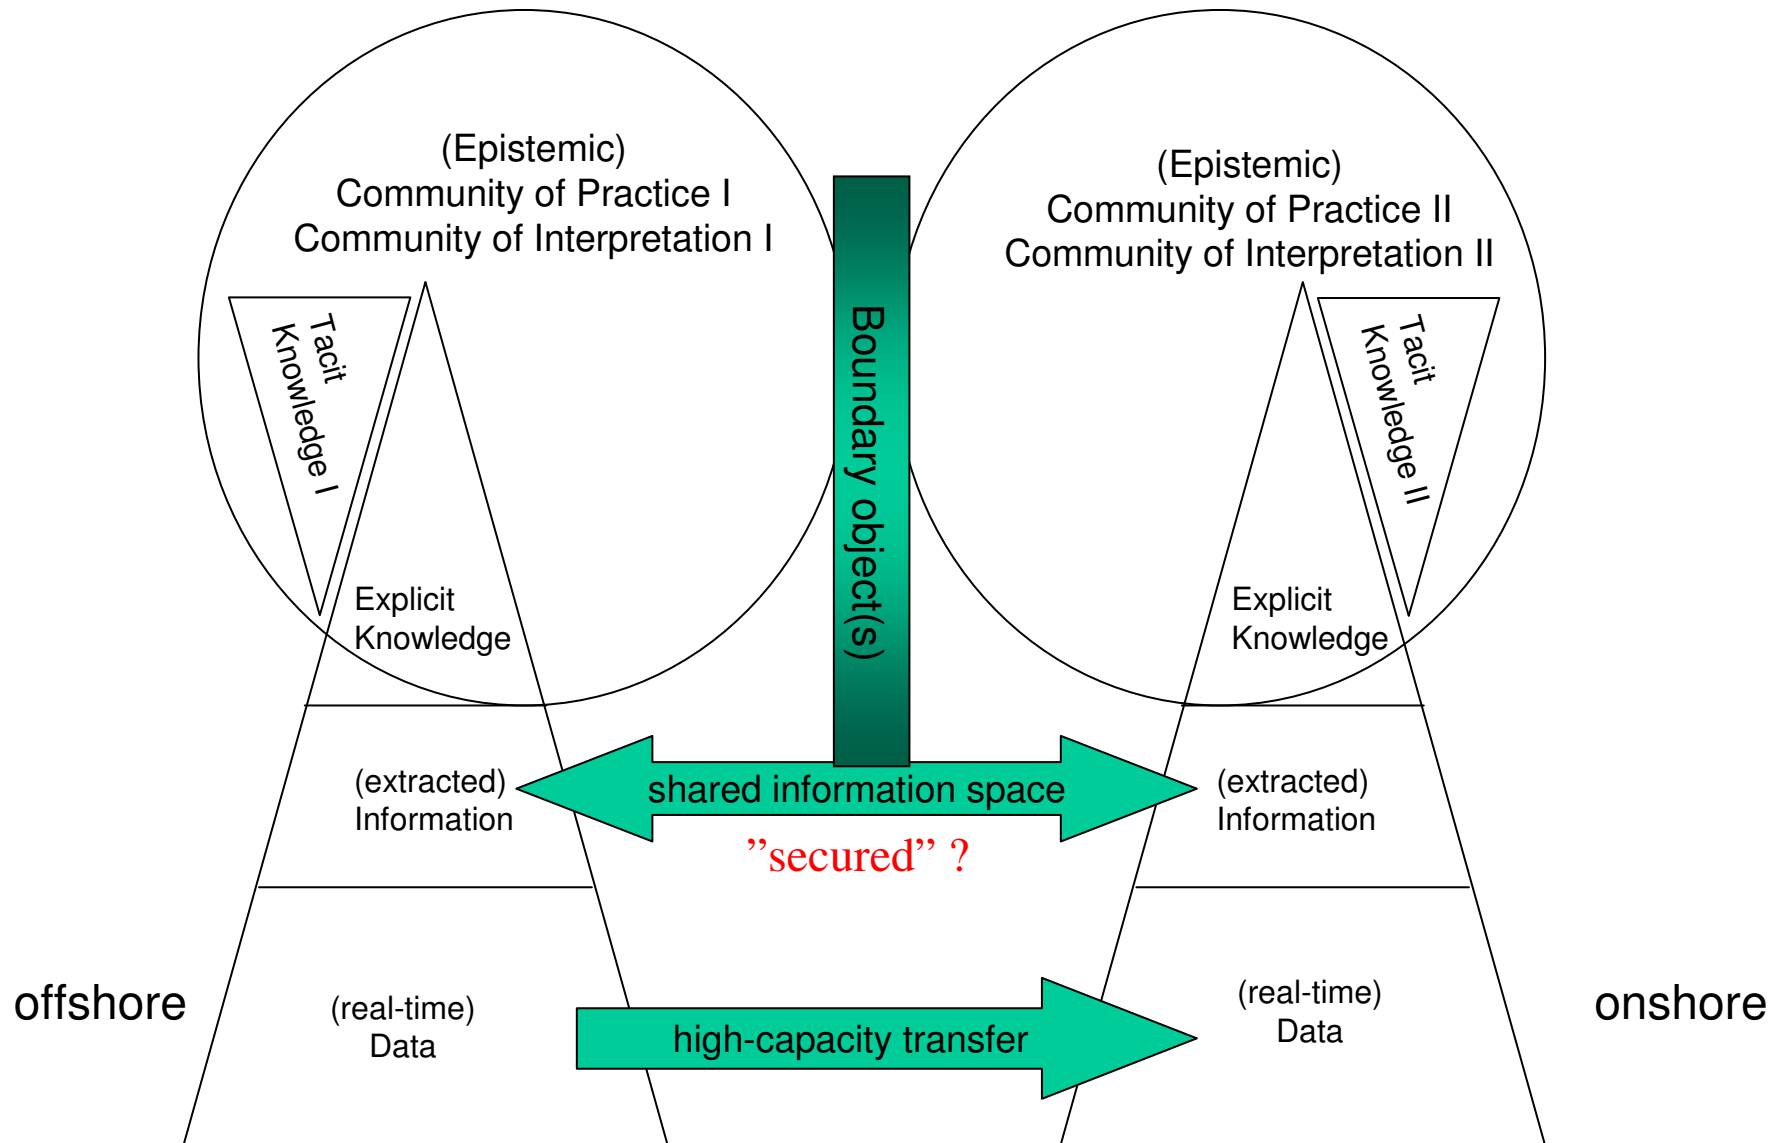 (Epistemic)
Community of Practice I
Community of Interpretation I
(Epistemic)
Community of Practice II
Community of Interpretation II
Tacit
Knowledge I
Boundary object(s)
Tacit
Knowledge II
Explicit
Knowledge
Explicit
Knowledge
(extracted)
Information
shared information space
(extracted)
Information
”secured” ?
offshore
(real-time)
Data
high-capacity transfer
(real-time)
Data
onshore